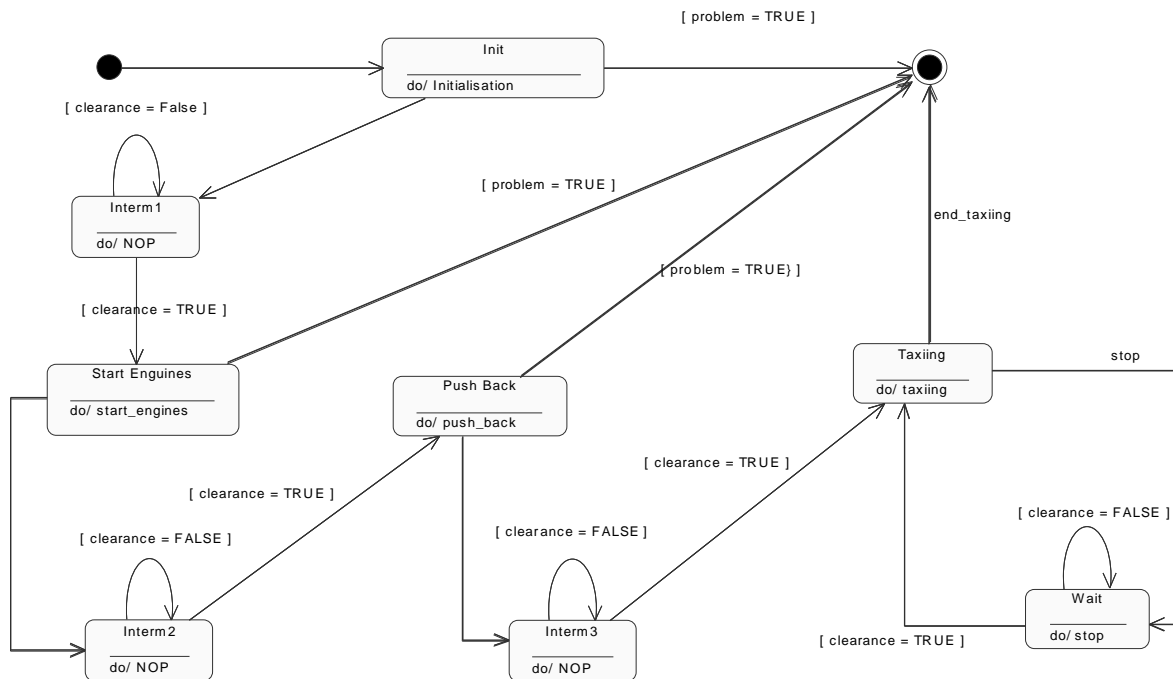 [ problem = TRUE ]
Init
do/ Initialisation
[ clearance = False ]
[ problem = TRUE ]
Interm1
do/ NOP
end_taxiing
[ problem = TRUE} ]
[ clearance = TRUE ]
Taxiing
do/ taxiing
stop
Start Enguines
do/ start_engines
Push Back
do/ push_back
[ clearance = TRUE ]
[ clearance = TRUE ]
[ clearance = FALSE ]
[ clearance = FALSE ]
[ clearance = FALSE ]
Wait
do/ stop
[ clearance = TRUE ]
Interm2
do/ NOP
Interm3
do/ NOP